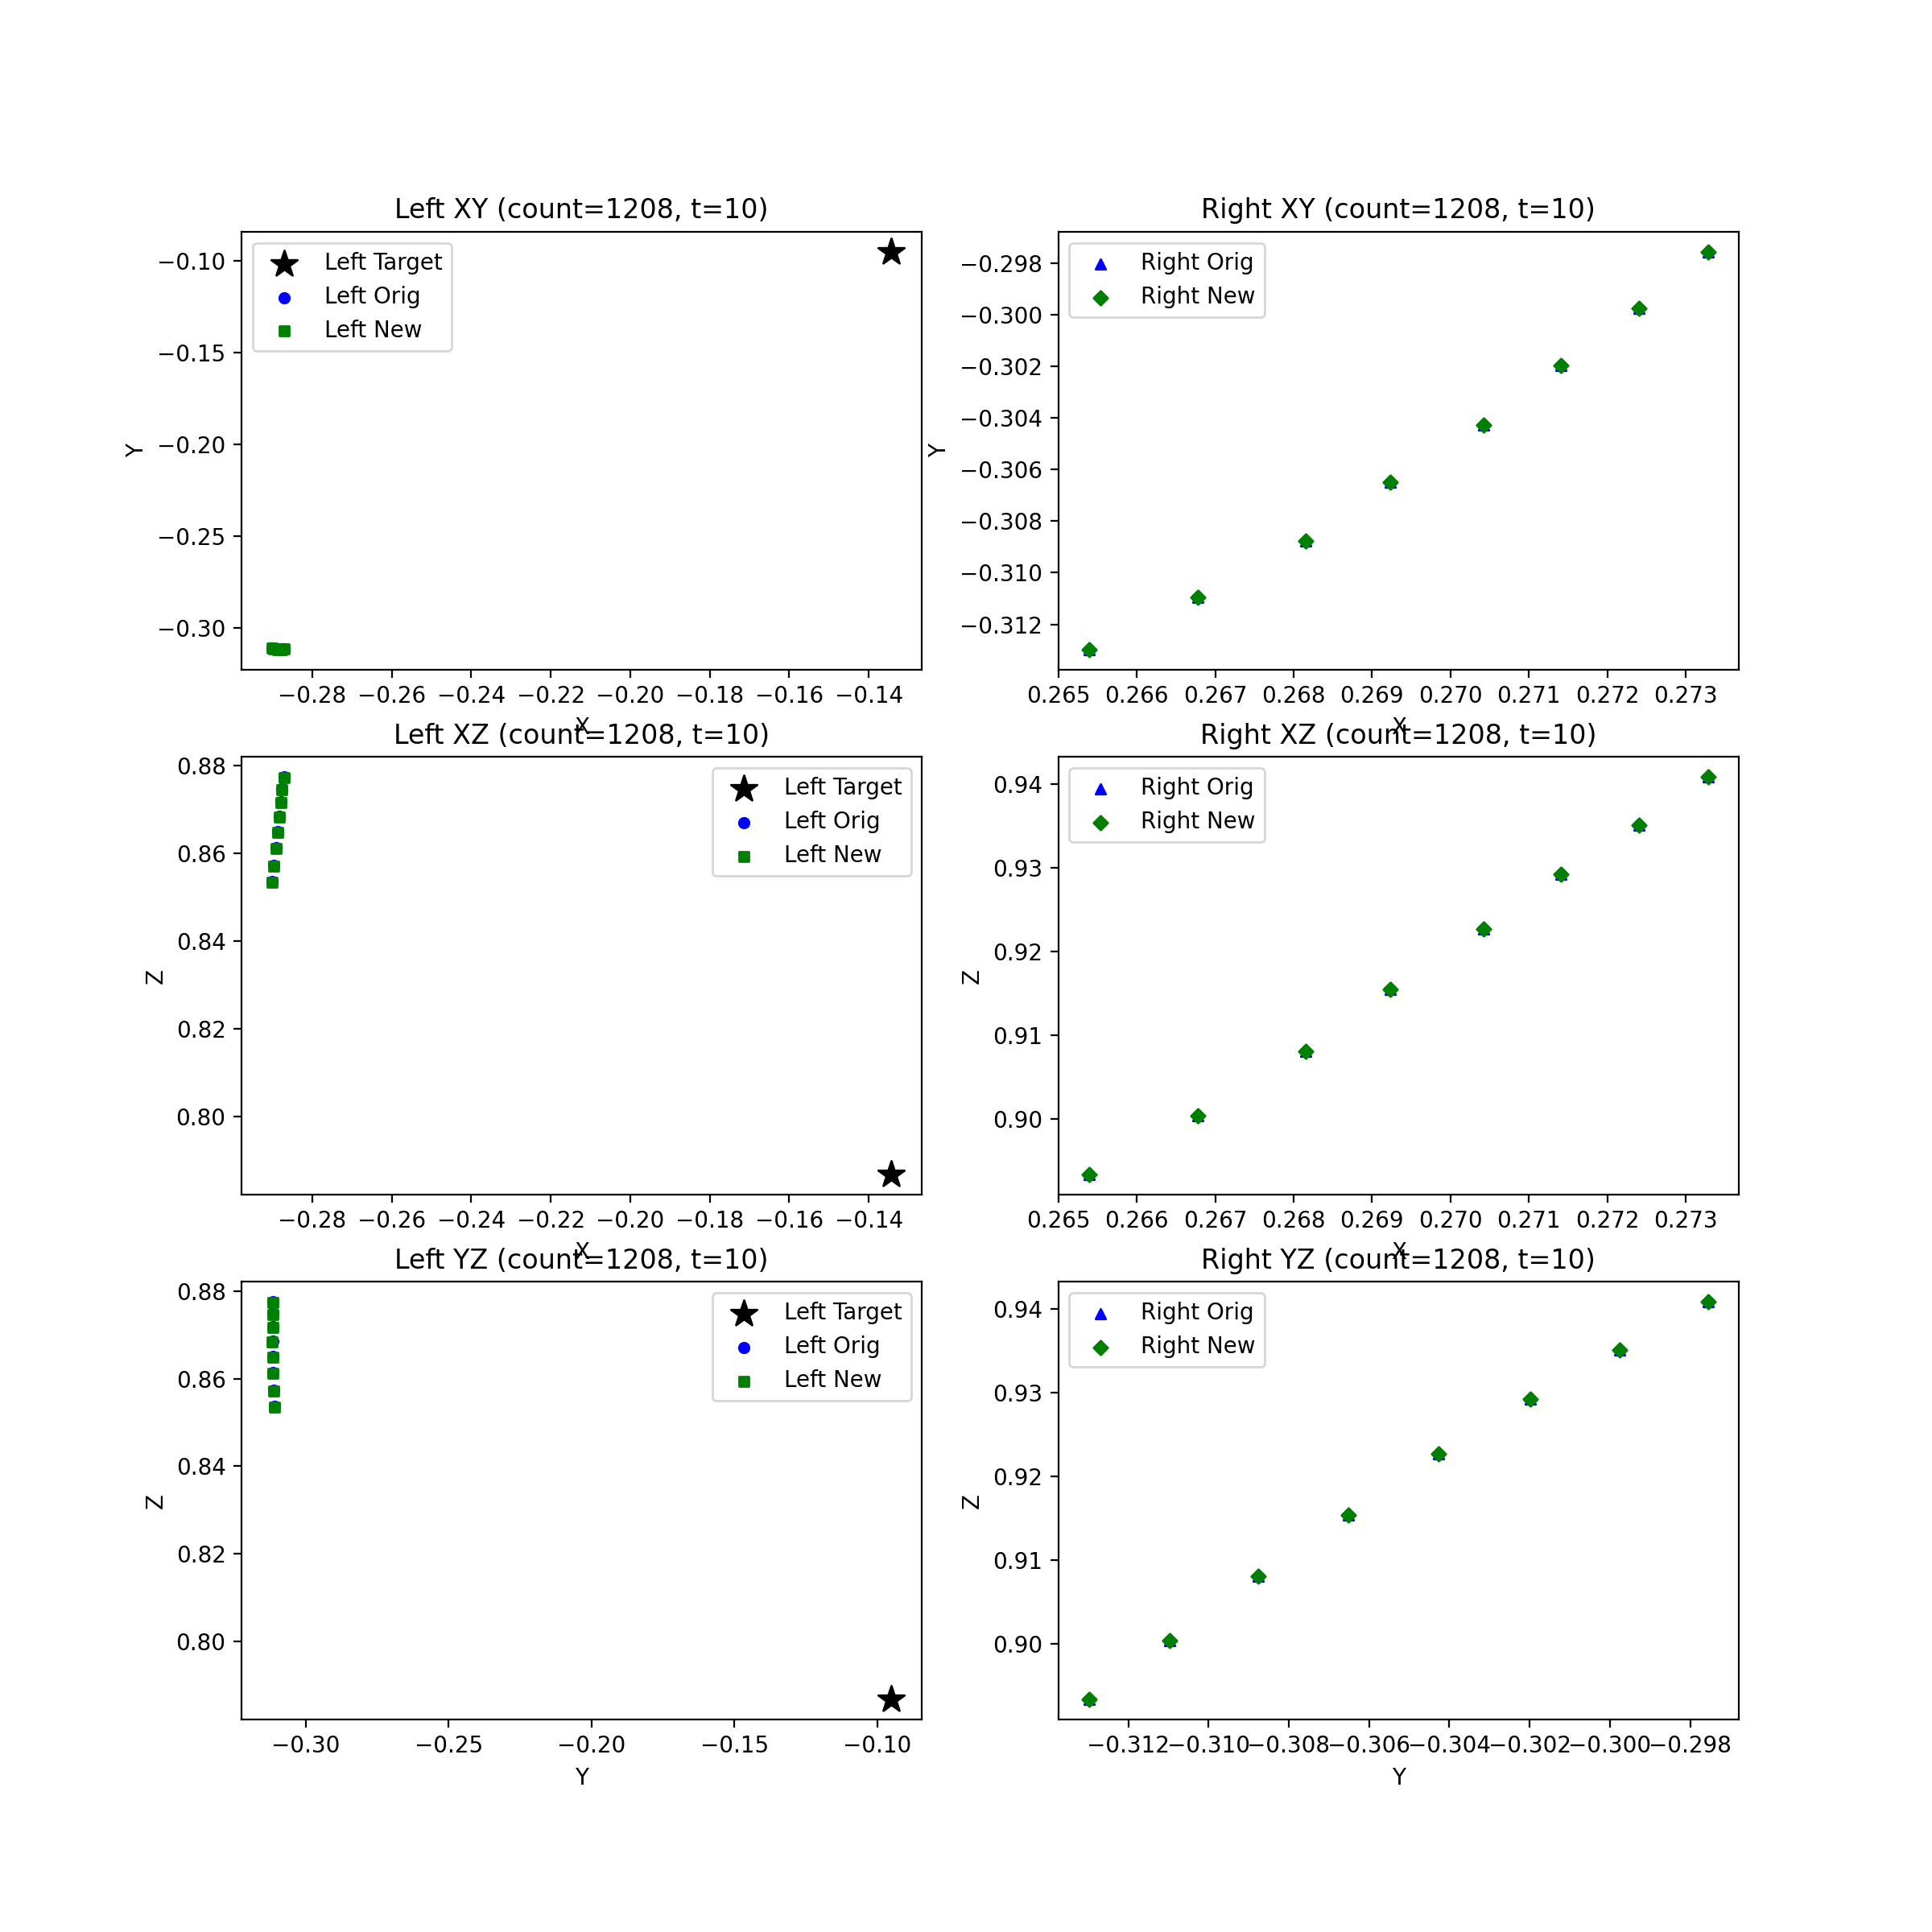 Left XY (count=1208, t=10)
Left Target
Left Orig
Left New
−0.10
−0.15
−0.20
−0.25
−0.30
Y
−0.28 −0.26 −0.24 −0.22 −0.20 −0.18 −0.16 −0.14
X
Right XY (count=1208, t=10)
Right Orig
Right New
−0.298
−0.300
−0.302
−0.304
−0.306
−0.308
−0.310
−0.312
Y
0.265 0.266 0.267 0.268 0.269 0.270 0.271 0.272 0.273
X
Left XZ (count=1208, t=10)
Left Target
Left Orig
Left New
0.88
0.86
0.84
0.82
0.80
Z
−0.28 −0.26 −0.24 −0.22 −0.20 −0.18 −0.16 −0.14
X
Right XZ (count=1208, t=10)
Right Orig
Right New
0.94
0.93
0.92
0.91
0.90
Z
0.265 0.266 0.267 0.268 0.269 0.270 0.271 0.272 0.273
X
Left YZ (count=1208, t=10)
Left Target
Left Orig
Left New
0.88
0.86
0.84
0.82
0.80
Z
−0.30 −0.25 −0.20 −0.15 −0.10
Y
Right YZ (count=1208, t=10)
Right Orig
Right New
0.94
0.93
0.92
0.91
0.90
Z
−0.312 −0.310 −0.308 −0.306 −0.304 −0.302 −0.300 −0.298
Y